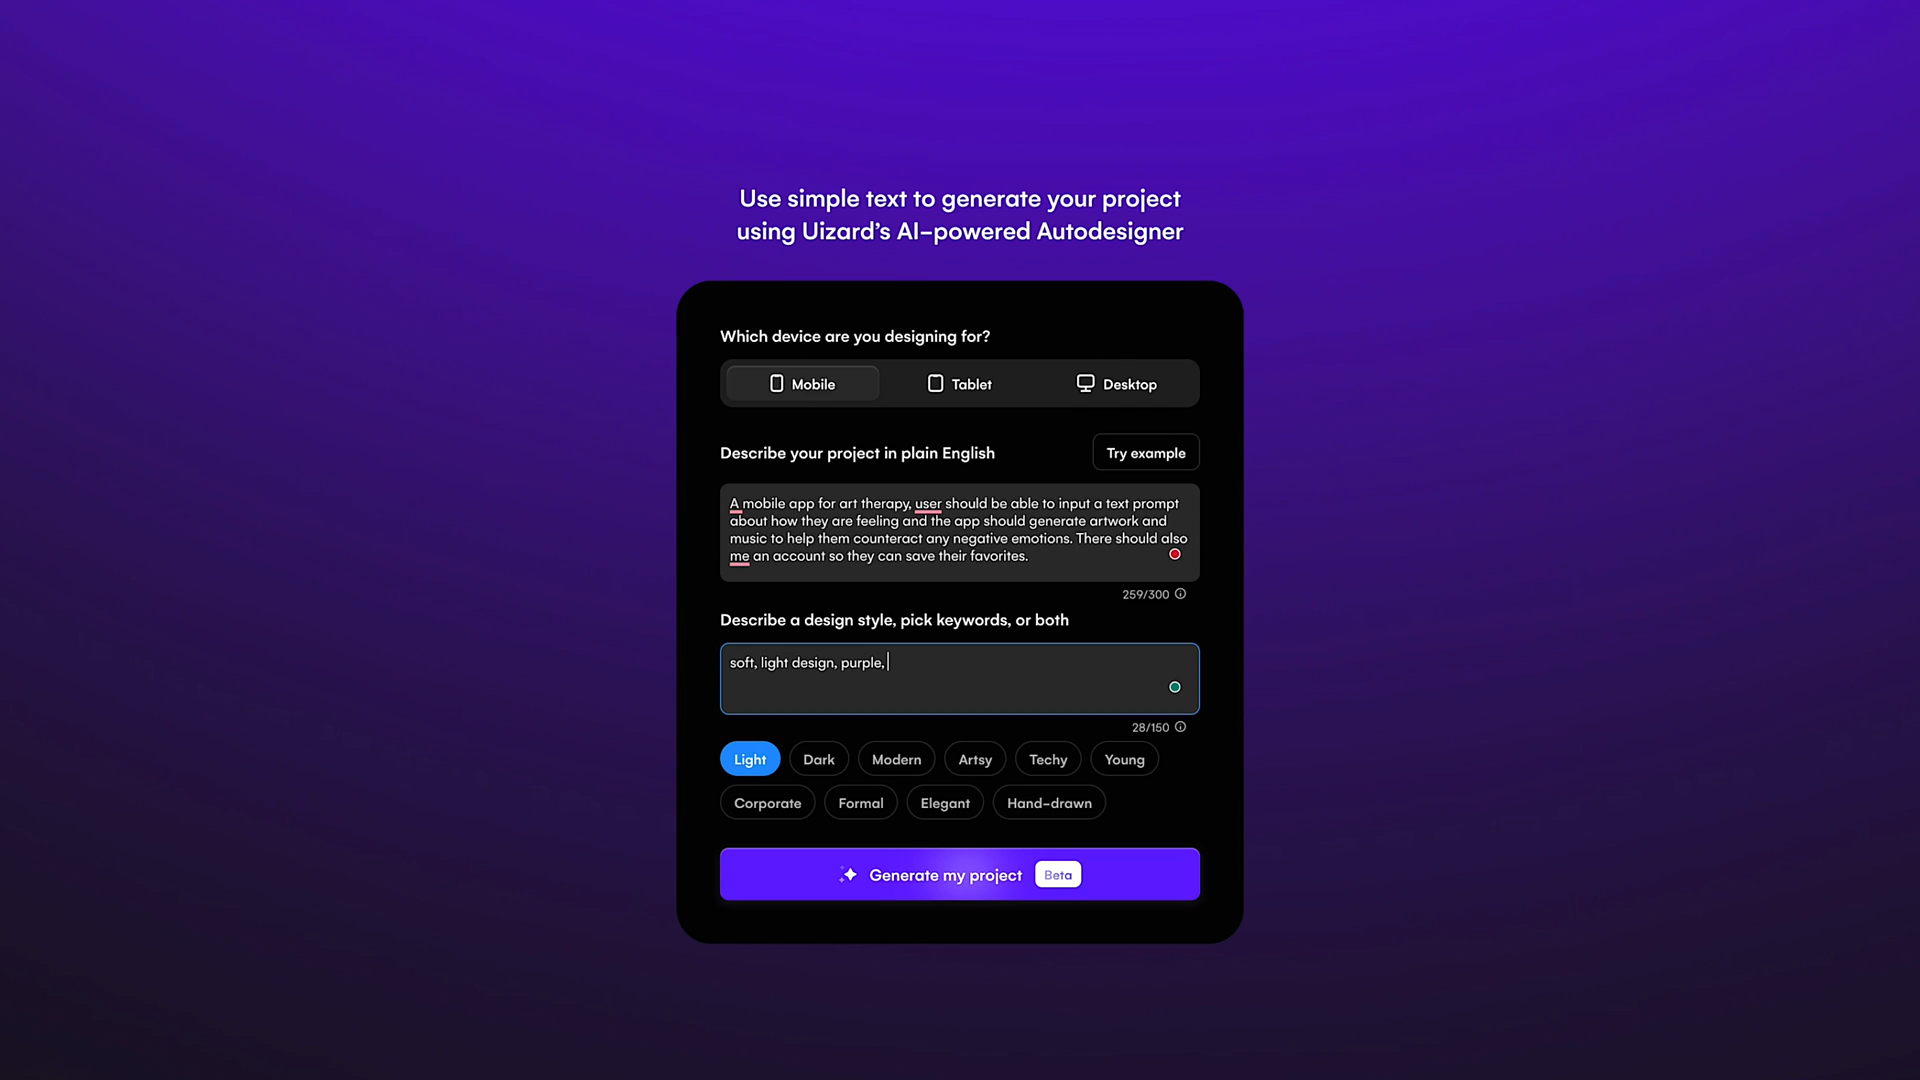 Use simple text to generate your project
using Uizard’s AI-powered Autodesigner
Which device are you designing for?
Mobile Tablet Desktop
Describe your project in plain English Try example
A mobile app for art therapy, user should be able to input a text prompt
about how they are feeling and the app should generate artwork and
music to help them counteract any negative emotions. There should also
me an account so they can save their favorites.
259/300
Describe a design style, pick keywords, or both
soft, light design, purple,
28/150
Light Dark Modern Artsy Techy Young
Corporate Formal Elegant Hand-drawn
Generate my project Beta